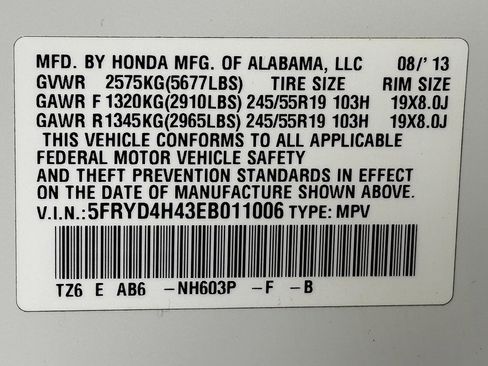 MFD. BY HONDA MFG. OF ALABAMA, LLC 08/'13
GVWR 2575KG(5677LBS) TIRE SIZE RIM SIZE
GAWR F 1320KG(2910LBS) 245/55R19 103H 19X8.0J
GAWR R1345KG(2965LBS) 245/55R19 103H 19X8.0J
THIS VEHICLE CONFORMS TO ALL APPLICABLE
FEDERAL MOTOR VEHICLE SAFETY
AND THEFT PREVENTION STANDARDS IN EFFECT
ON THE DATE OF MANUFACTURE SHOWN ABOVE.
V.I.N.:5FRYD4H43EB011006 TYPE: MPV
TZ6 E AB6 -NH603P -F -B